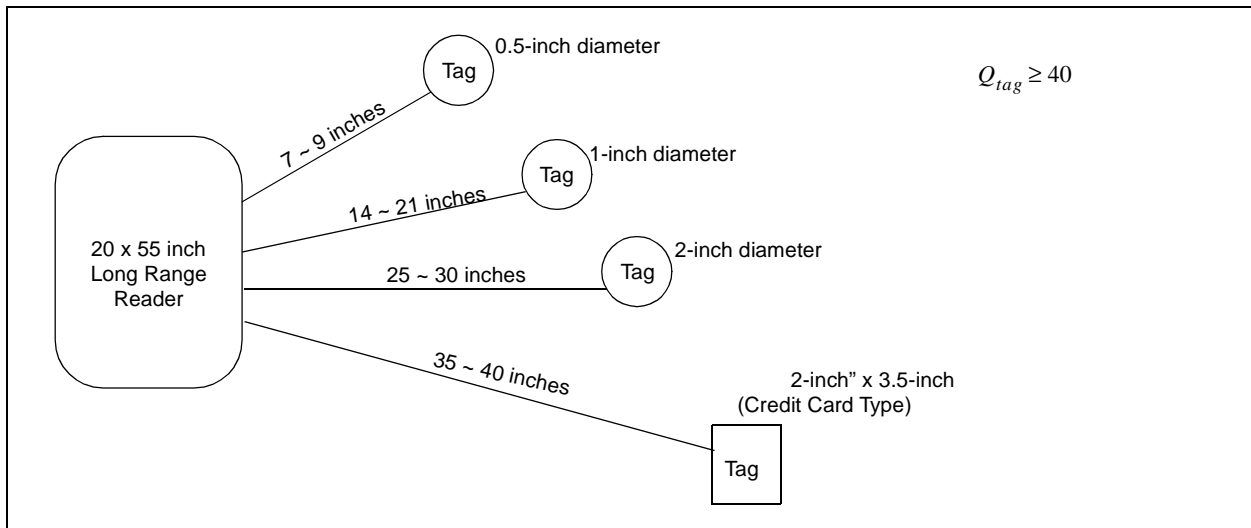 0.5-inch diameter
Tag
Q_tag ≥ 40
7 ~ 9 inches
1-inch diameter
Tag
14 ~ 21 inches
20 x 55 inch
Long Range
Reader
2-inch diameter
Tag
25 ~ 30 inches
35 ~ 40 inches
2-inch” x 3.5-inch
(Credit Card Type)
Tag